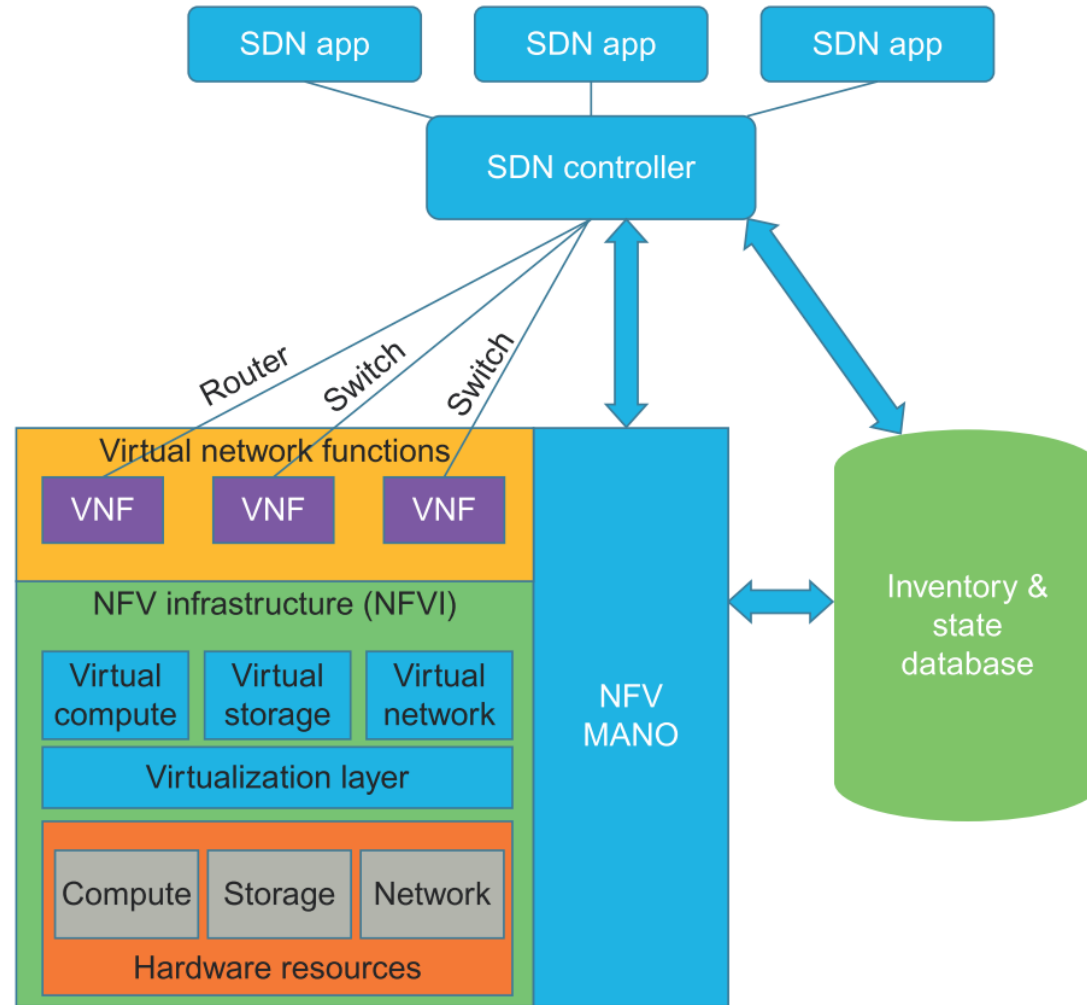 SDN app
SDN app
SDN app
SDN controller
Router
Switch
Switch
Virtual network functions
VNF
VNF
VNF
NFV infrastructure (NFVI)
Virtual
compute
Virtual
storage
Virtual
network
Virtualization layer
Compute
Storage
Network
Hardware resources
NFV
MANO
Inventory &
state
database